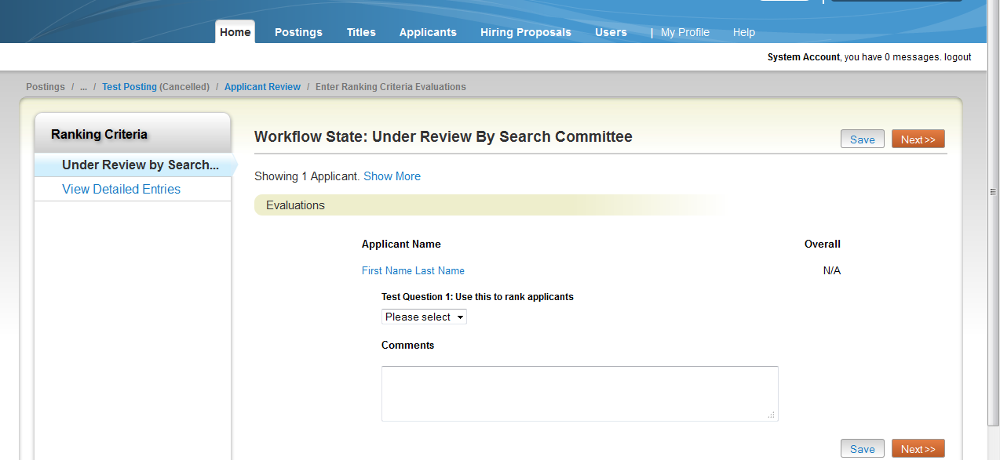 Home Postings Titles Applicants Hiring Proposals Users | My Profile Help
System Account, you have 0 messages. logout
Postings / ... / Test Posting (Cancelled) / Applicant Review / Enter Ranking Criteria Evaluations
Ranking Criteria
Under Review by Search...
View Detailed Entries
Workflow State: Under Review By Search Committee
Save Next >>
Showing 1 Applicant. Show More
Evaluations
Applicant Name Overall
First Name Last Name N/A
Test Question 1: Use this to rank applicants
Please select
Comments
Save Next >>